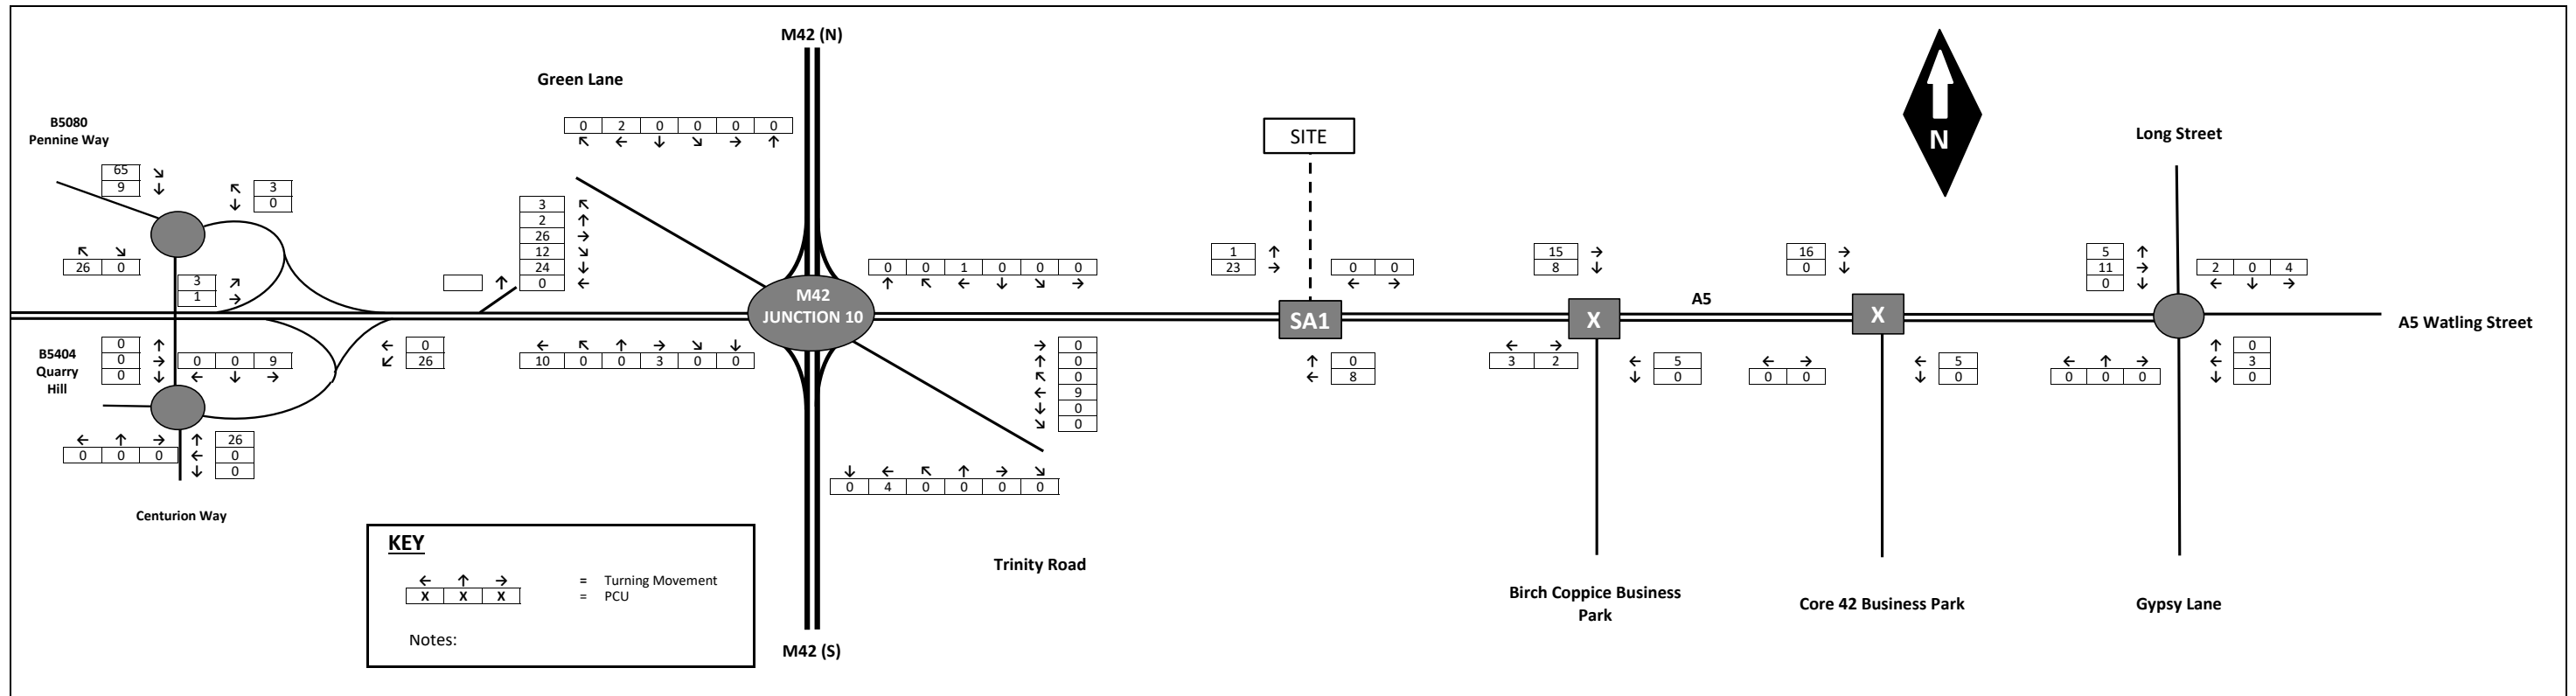 M42 (N)
Green Lane
B5080
Pennine Way
0 2 0 0 0 0
↖ ← ↓ ↘ → ↑
SITE
N
Long Street
65 ↘
9 ↓
↖ 3
↓ 0
↖ ↘
26 0
3 ↗
1 →
3 ↖
2 ↑
26 →
12 ↘
24 ↓
0 ←
↑
0 0 1 0 0 0
↑ ↖ ← ↓ ↘ →
M42
JUNCTION 10
1 ↑
23 →
0 0
← →
SA1
15 →
8 ↓
X
A5
16 →
0 ↓
X
5 ↑
11 →
0 ↓
2 0 4
← ↓ →
A5 Watling Street
B5404
Quarry
Hill
0 ↑
0 →
0 ↓
0 0 9
← ↓ →
← 0
↙ 26
← ↖ ↑ → ↘ ↓
10 0 0 3 0 0
→ 0
↑ 0
↖ 0
← 9
↓ 0
↘ 0
↑ 0
← 8
← →
3 2
← 5
↓ 0
← →
0 0
← 5
↓ 0
← ↑ →
0 0 0
↑ 0
← 3
↓ 0
← ↑ →
0 0 0
↑ 26
← 0
↓ 0
↓ ← ↖ ↑ → ↘
0 4 0 0 0 0
Centurion Way
KEY
← ↑ → = Turning Movement
X X X = PCU
Notes:
Trinity Road
M42 (S)
Birch Coppice Business
Park
Core 42 Business Park
Gypsy Lane